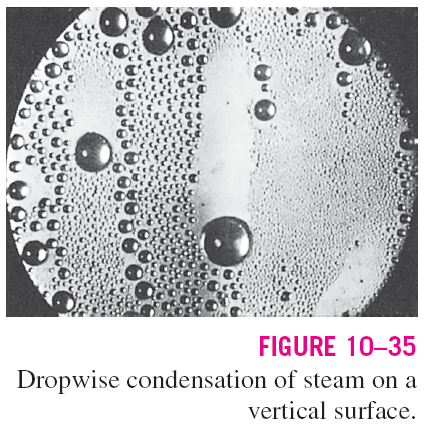 FIGURE 10–35
Dropwise condensation of steam on a
vertical surface.